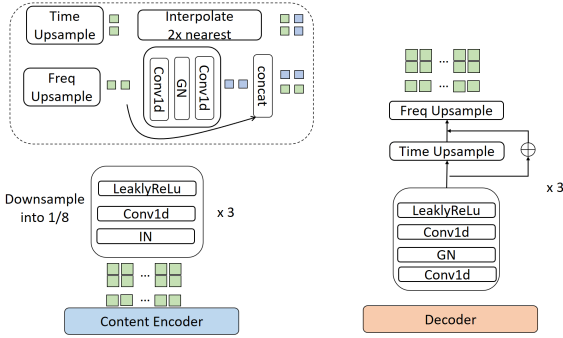 Time
Upsample
Interpolate
2x nearest
Freq
Upsample
Conv1d
GN
Conv1d
concat
Downsample
into 1/8
LeaklyReLu
Conv1d
IN
x 3
...
...
Content Encoder
...
...
Freq Upsample
Time Upsample
x 3
LeaklyReLu
Conv1d
GN
Conv1d
Decoder